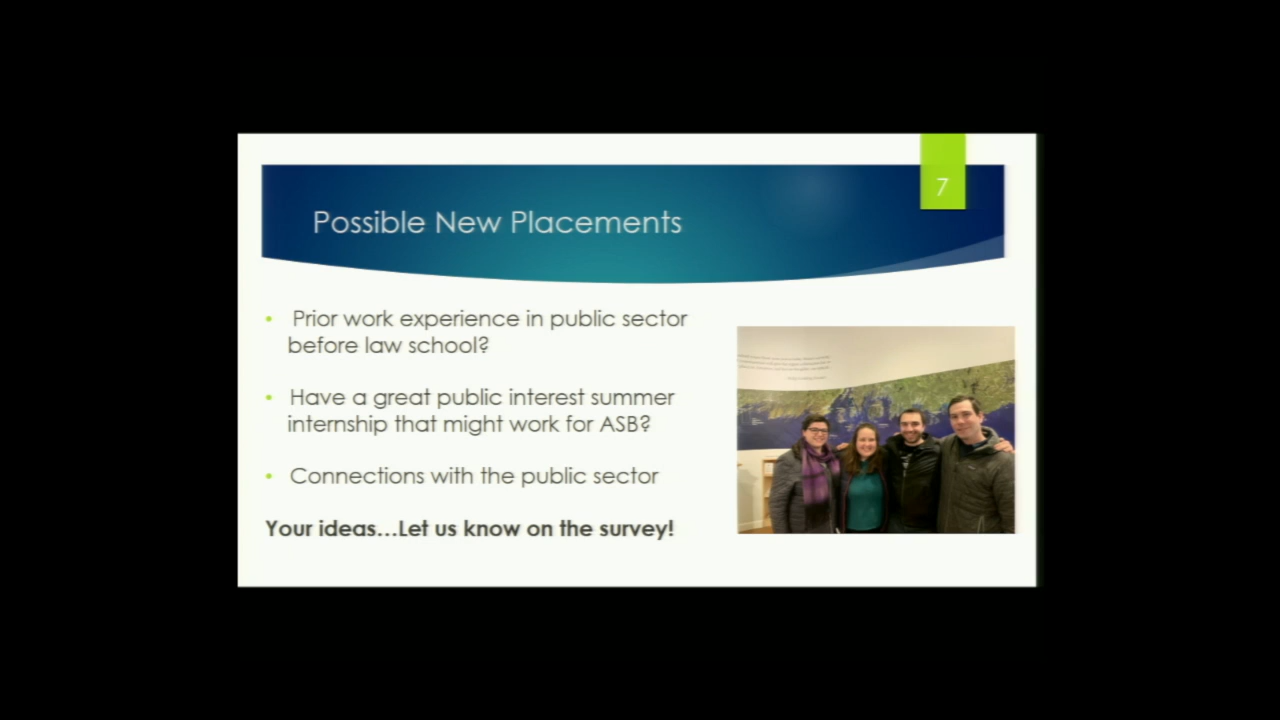 7
Possible New Placements
• Prior work experience in public sector
before law school?
• Have a great public interest summer
internship that might work for ASB?
• Connections with the public sector
Your ideas...Let us know on the survey!